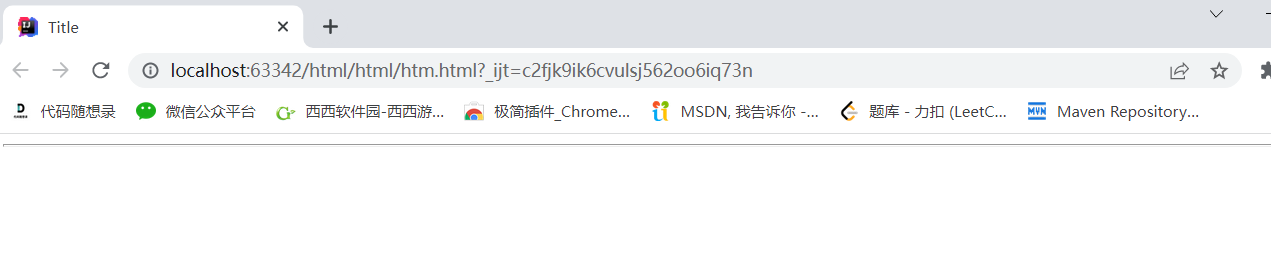 Title
localhost:63342/html/html/htm.html?_ijt=c2fjk9ik6cvulsj562oo6iq73n
代码随想录 微信公众平台 西西软件园-西西游... 极简插件_Chrome... MSDN, 我告诉你 -... 题库 - 力扣 (LeetC... Maven Repository...